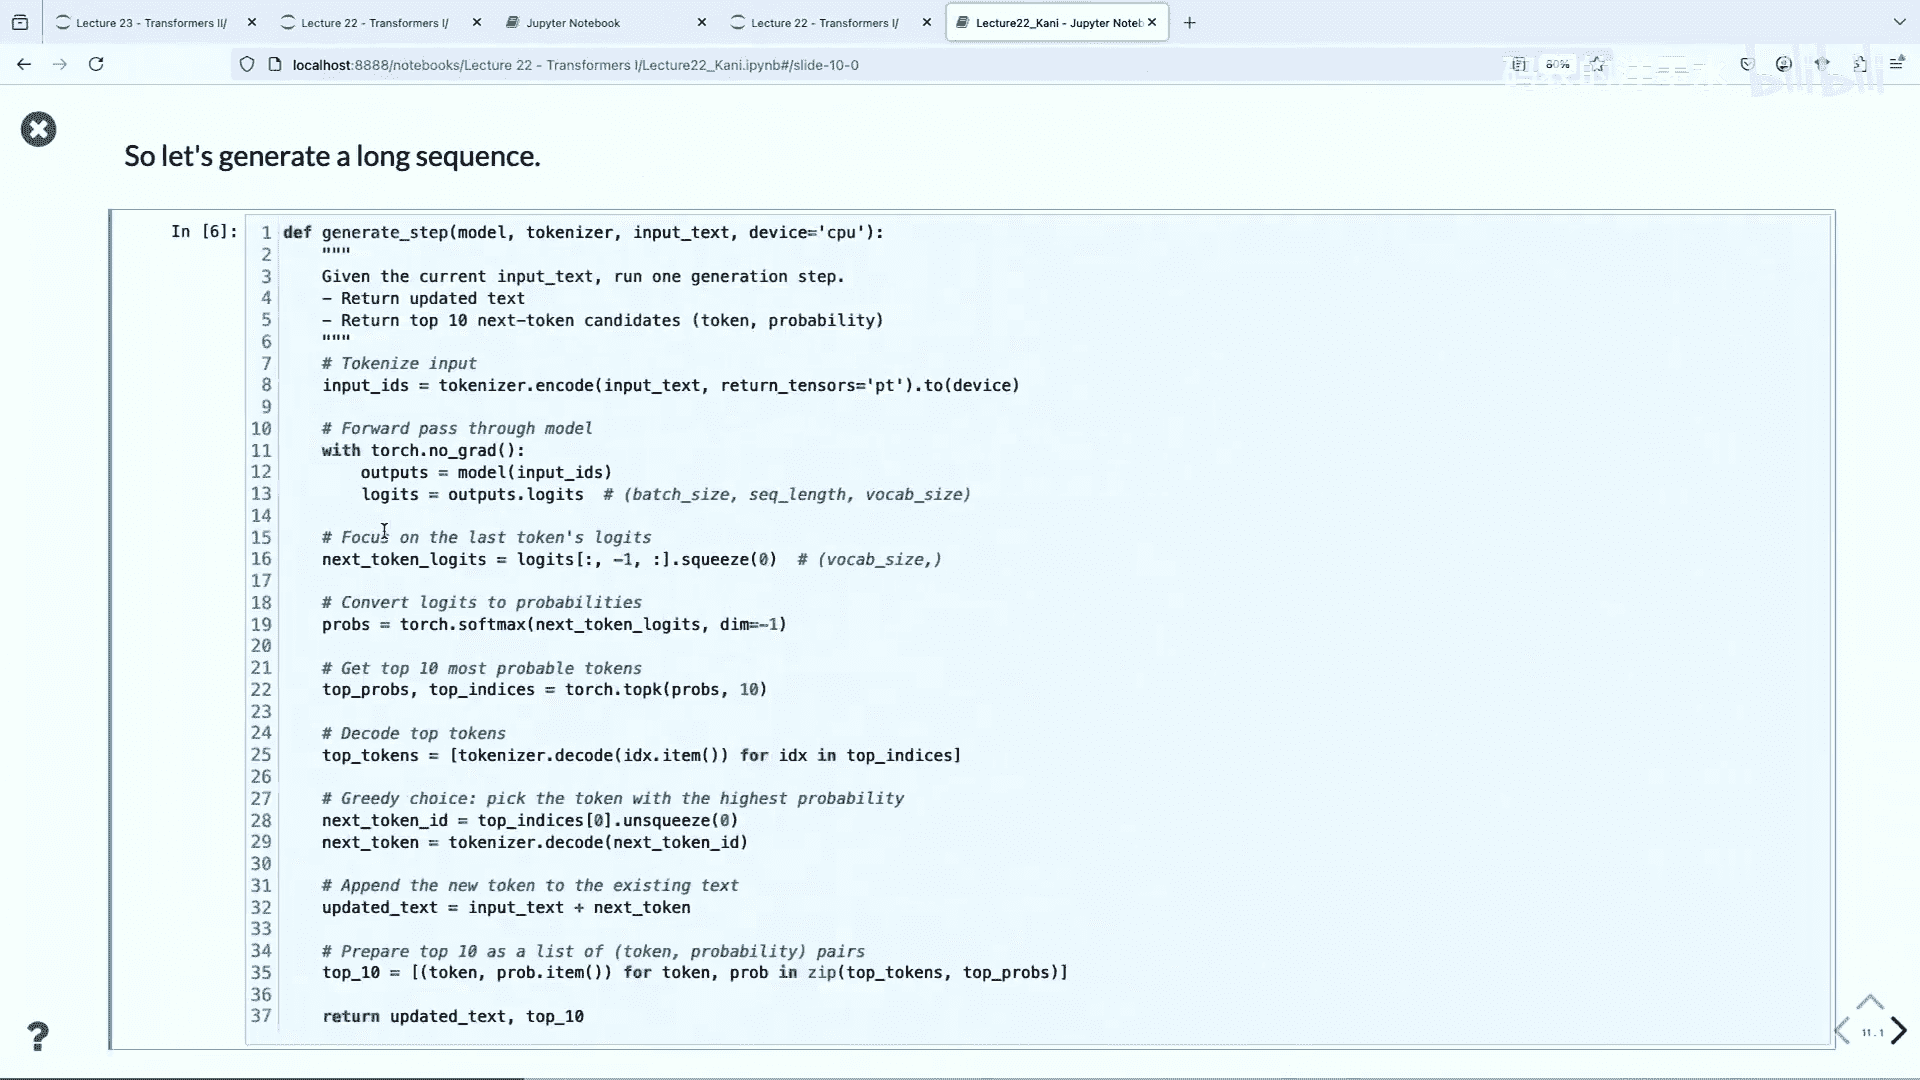 Lecture 23 - Transformers II/
Lecture 22 - Transformers I/
Jupyter Notebook
Lecture 22 - Transformers I/
Lecture22_Kani - Jupyter Noteb
localhost:8888/notebooks/Lecture 22 - Transformers I/Lecture22_Kani.ipynb#/slide-10-0
80%
bilibili
So let's generate a long sequence.
In [6]:
1 def generate_step(model, tokenizer, input_text, device='cpu'):
2     """
3     Given the current input_text, run one generation step.
4     - Return updated text
5     - Return top 10 next-token candidates (token, probability)
6     """
7     # Tokenize input
8     input_ids = tokenizer.encode(input_text, return_tensors='pt').to(device)
9
10     # Forward pass through model
11     with torch.no_grad():
12         outputs = model(input_ids)
13         logits = outputs.logits  # (batch_size, seq_length, vocab_size)
14
15     # Focus on the last token's logits
16     next_token_logits = logits[:, -1, :].squeeze(0)  # (vocab_size,)
17
18     # Convert logits to probabilities
19     probs = torch.softmax(next_token_logits, dim=-1)
20
21     # Get top 10 most probable tokens
22     top_probs, top_indices = torch.topk(probs, 10)
23
24     # Decode top tokens
25     top_tokens = [tokenizer.decode(idx.item()) for idx in top_indices]
26
27     # Greedy choice: pick the token with the highest probability
28     next_token_id = top_indices[0].unsqueeze(0)
29     next_token = tokenizer.decode(next_token_id)
30
31     # Append the new token to the existing text
32     updated_text = input_text + next_token
33
34     # Prepare top 10 as a list of (token, probability) pairs
35     top_10 = [(token, prob.item()) for token, prob in zip(top_tokens, top_probs)]
36
37     return updated_text, top_10
?
11.1